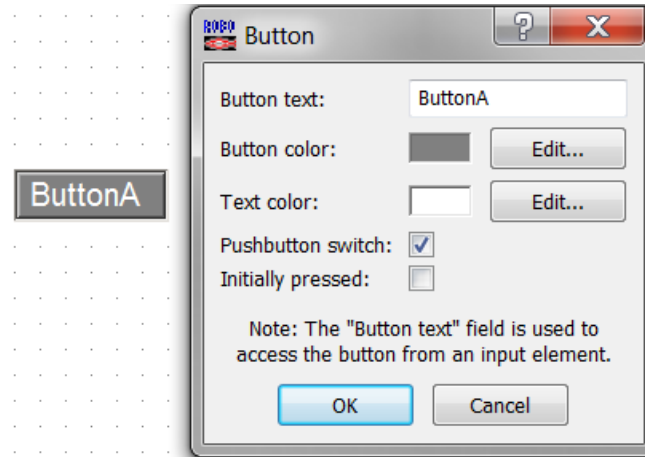 ROBO
Button
?
X
Button text:
ButtonA
Button color:
Edit...
ButtonA
Text color:
Edit...
Pushbutton switch:
Initially pressed:
Note: The "Button text" field is used to
access the button from an input element.
OK
Cancel